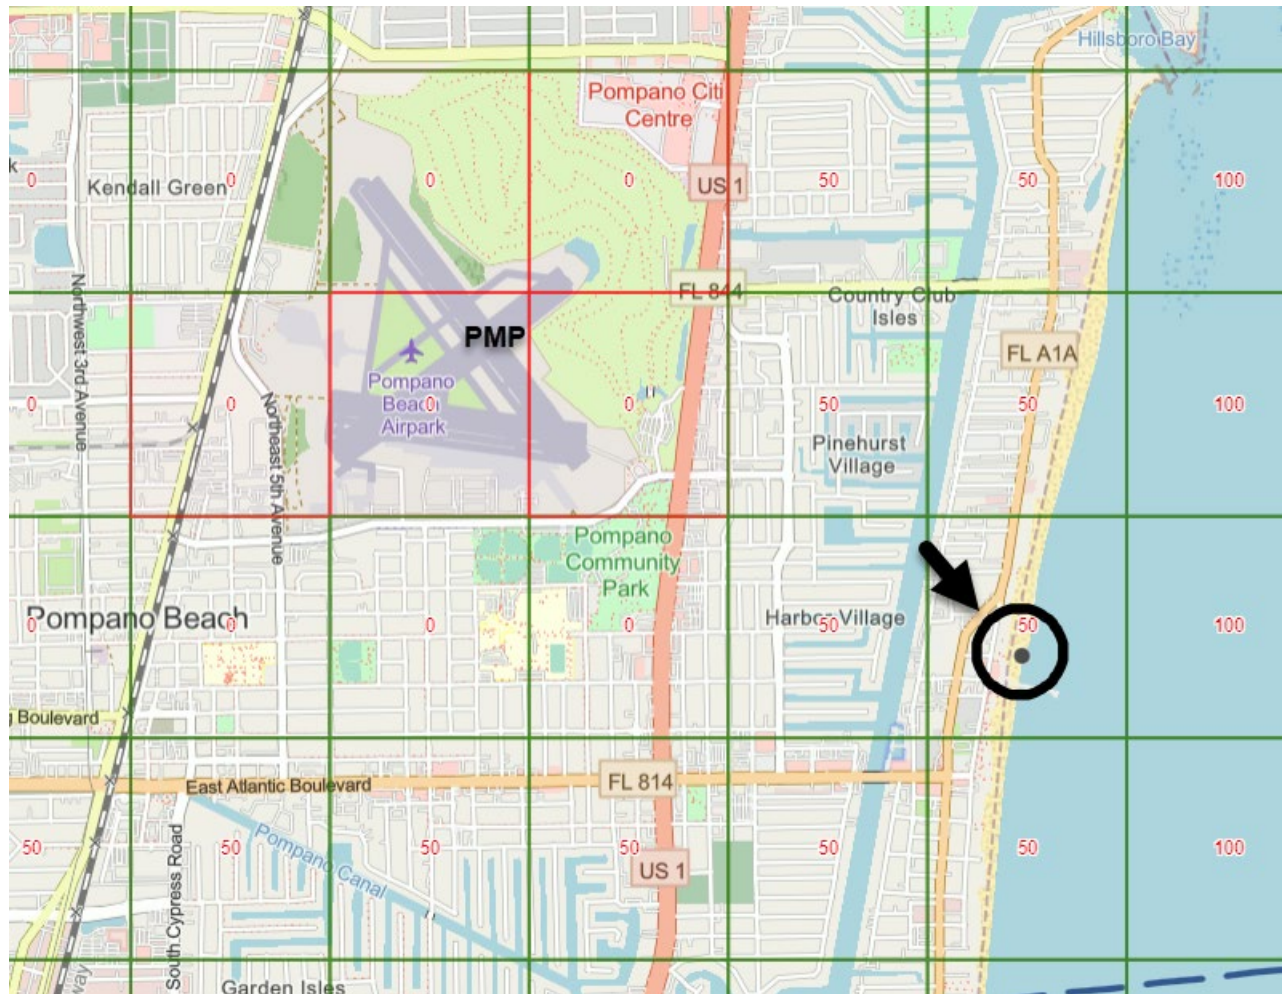 Hillsboro Bay
Pompano Citi
Centre
k
0
Kendall Green
0
0
0
US 1
50
50
100
Northwest 3rd Avenue
FL 844
Country Club
Isles
PMP
FL A1A
Pompano
Beach
Airpark
0
0
0
0
50
50
100
Northeast 5th Avenue
Pinehurst
Village
Pompano
Community
Park
Pompano Beach
0
0
0
0
Harbor Village
50
50
100
Boulevard
East Atlantic Boulevard
FL 814
50
50
50
50
50
50
100
Pompano Canal
US 1
South Cypress Road
way
Garden Isles